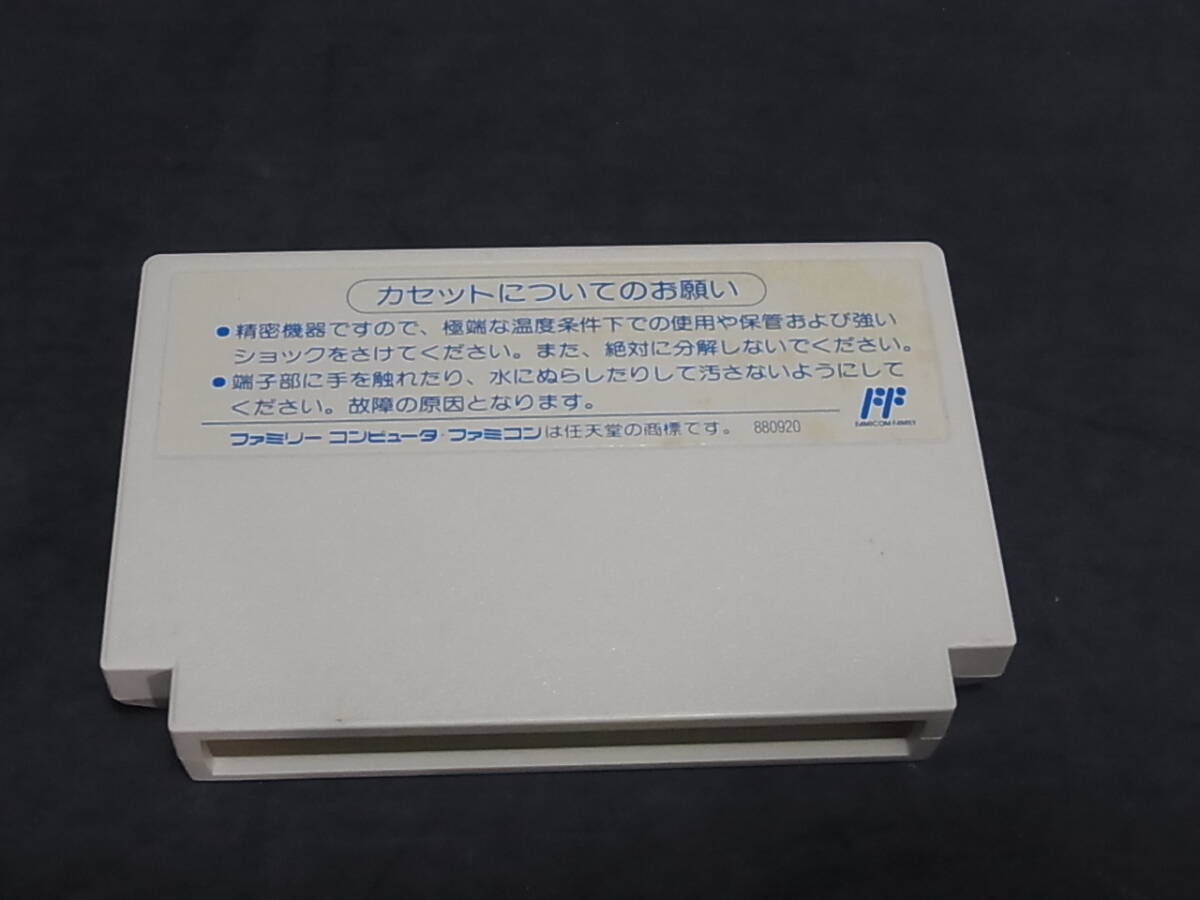 カセットについてのお願い
●精密機器ですので、極端な温度条件下での使用や保管および強い
ショックをさけてください。また、絶対に分解しないでください。
●端子部に手を触れたり、水にぬらしたりして汚さないようにして
ください。故障の原因となります。
FF
FAMICOM FAMILY
ファミリーコンピュータ・ファミコンは任天堂の商標です。 880920